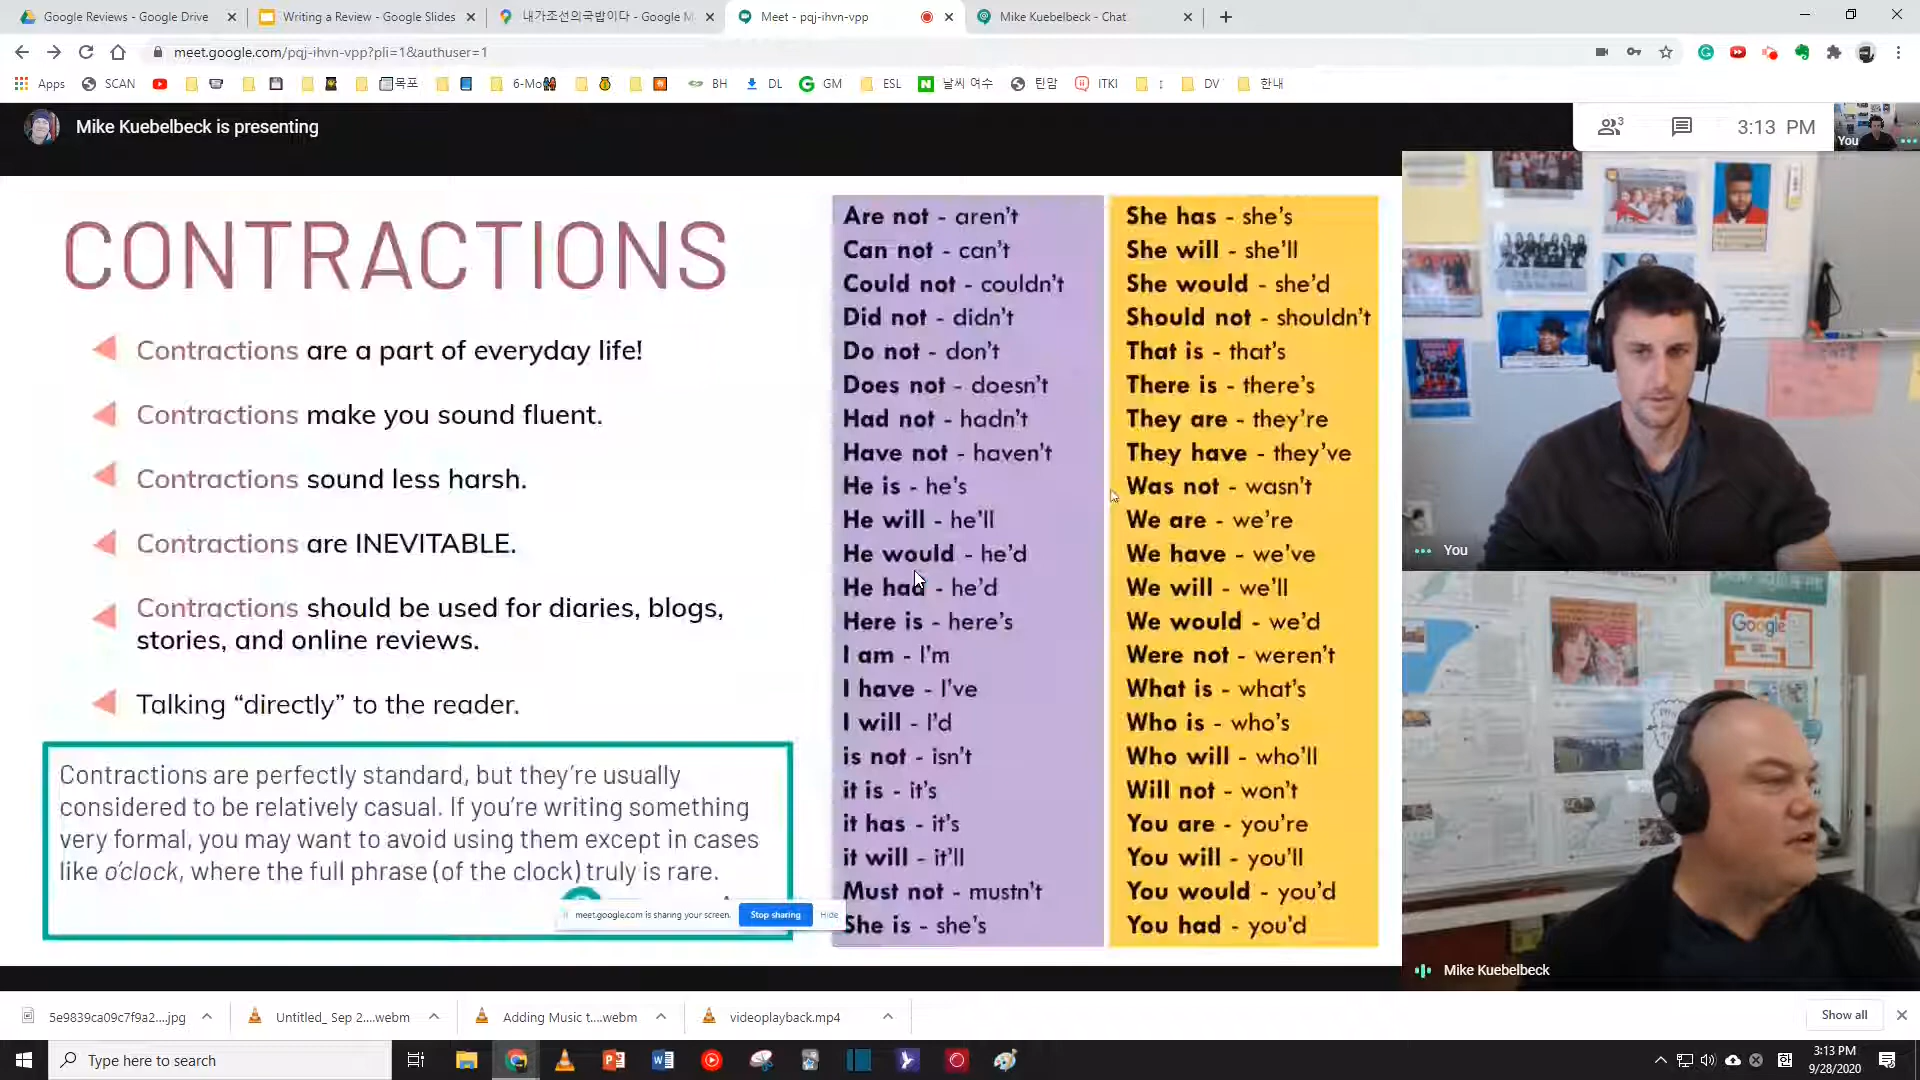 Google Reviews - Google Drive
Writing a Review - Google Slides
내가조선의국밥이다 - Google M
Meet - pqj-ihvn-vpp
Mike Kuebelbeck - Chat
meet.google.com/pqj-ihvn-vpp?pli=1&authuser=1
Apps
SCAN
목포
6-Mo
BH
DL
GM
ESL
날씨 여수
틴맘
ITKI
DV
한내
Mike Kuebelbeck is presenting
3
3:13 PM
You
CONTRACTIONS
Contractions are a part of everyday life!
Contractions make you sound fluent.
Contractions sound less harsh.
Contractions are INEVITABLE.
Contractions should be used for diaries, blogs,
stories, and online reviews.
Talking “directly” to the reader.
Contractions are perfectly standard, but they’re usually
considered to be relatively casual. If you’re writing something
very formal, you may want to avoid using them except in cases
like o’clock, where the full phrase (of the clock) truly is rare.
meet.google.com is sharing your screen.
Stop sharing
Hide
Are not - aren’t
Can not - can’t
Could not - couldn’t
Did not - didn’t
Do not - don’t
Does not - doesn’t
Had not - hadn’t
Have not - haven’t
He is - he’s
He will - he’ll
He would - he’d
He had - he’d
Here is - here’s
I am - I’m
I have - I’ve
I will - I’d
is not - isn’t
it is - it’s
it has - it’s
it will - it’ll
Must not - mustn’t
She is - she’s
She has - she’s
She will - she’ll
She would - she’d
Should not - shouldn’t
That is - that’s
There is - there’s
They are - they’re
They have - they’ve
Was not - wasn’t
We are - we’re
We have - we’ve
We will - we’ll
We would - we’d
Were not - weren’t
What is - what’s
Who is - who’s
Who will - who’ll
Will not - won’t
You are - you’re
You will - you’ll
You would - you’d
You had - you’d
You
Google
Mike Kuebelbeck
5e9839ca09c7f9a2....jpg
Untitled_ Sep 2....webm
Adding Music t....webm
videoplayback.mp4
Show all
Type here to search
3:13 PM
9/28/2020